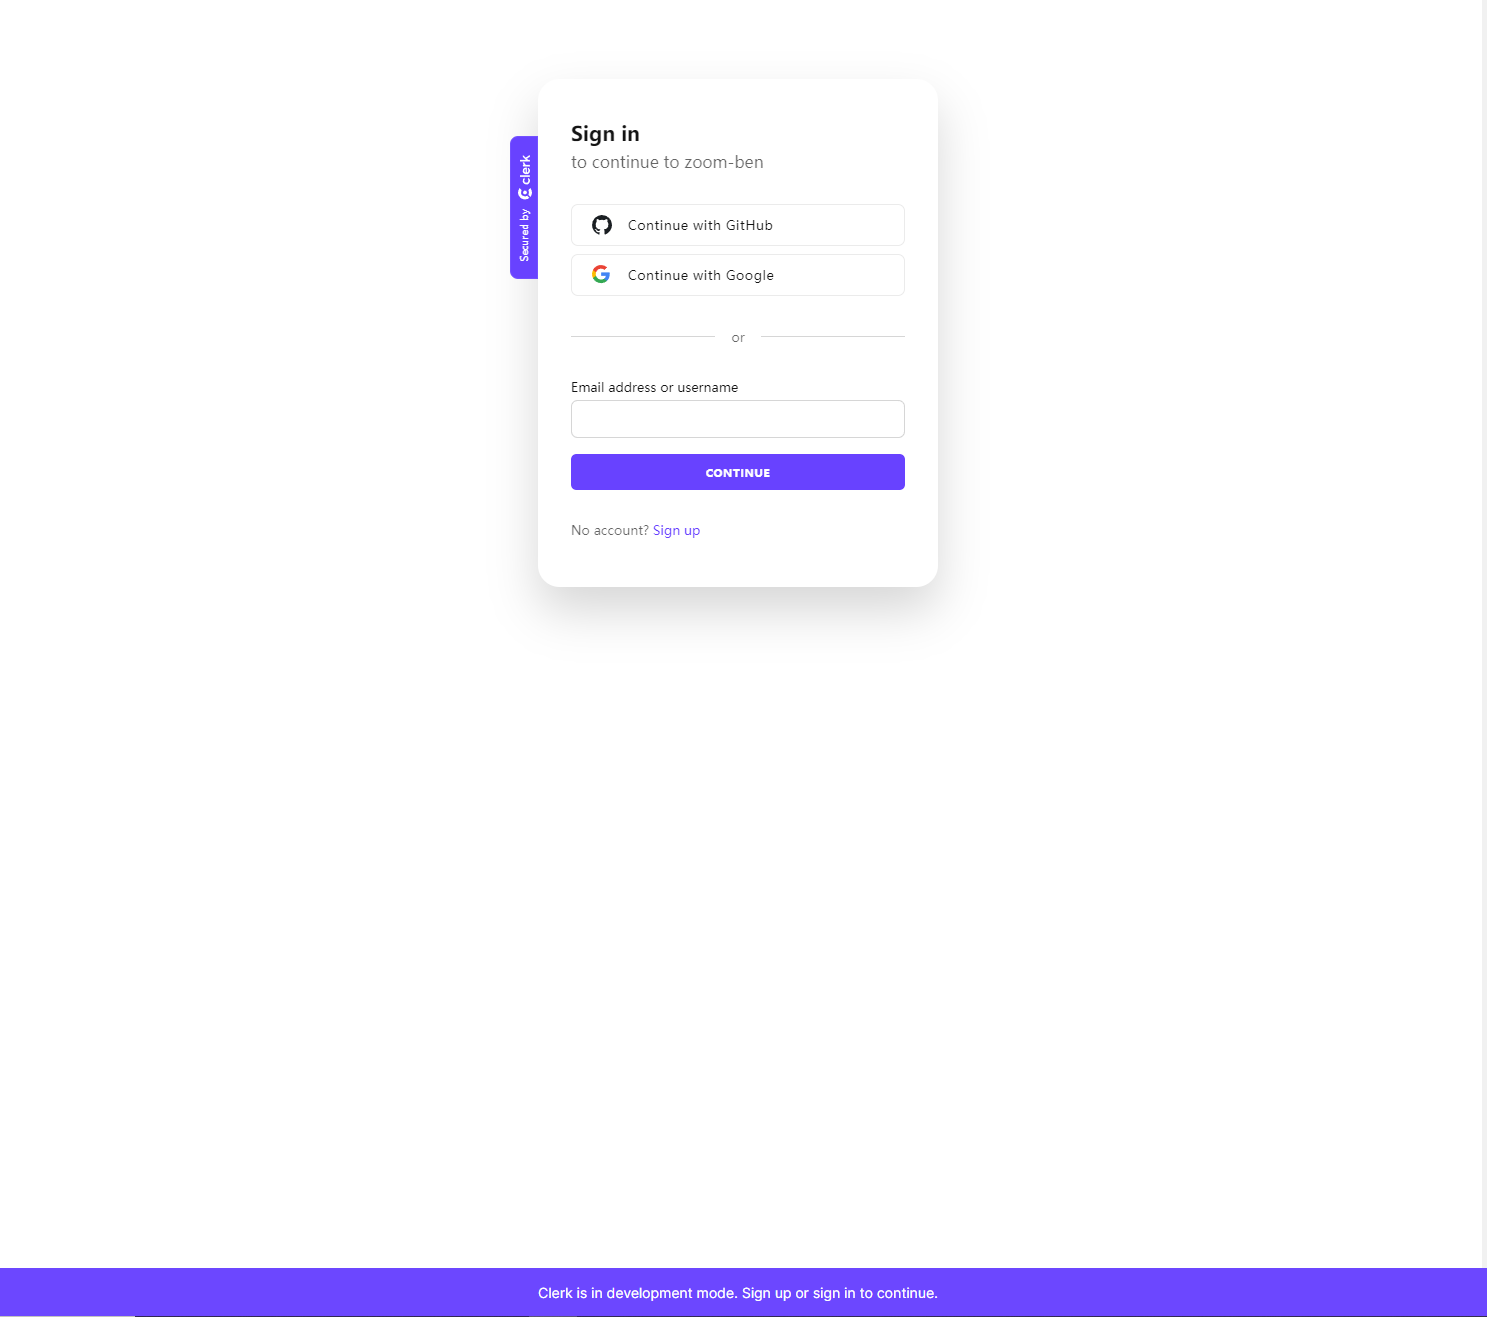 Sign in
to continue to zoom-ben
Secured by clerk
Continue with GitHub
Continue with Google
or
Email address or username
CONTINUE
No account? Sign up
Clerk is in development mode. Sign up or sign in to continue.